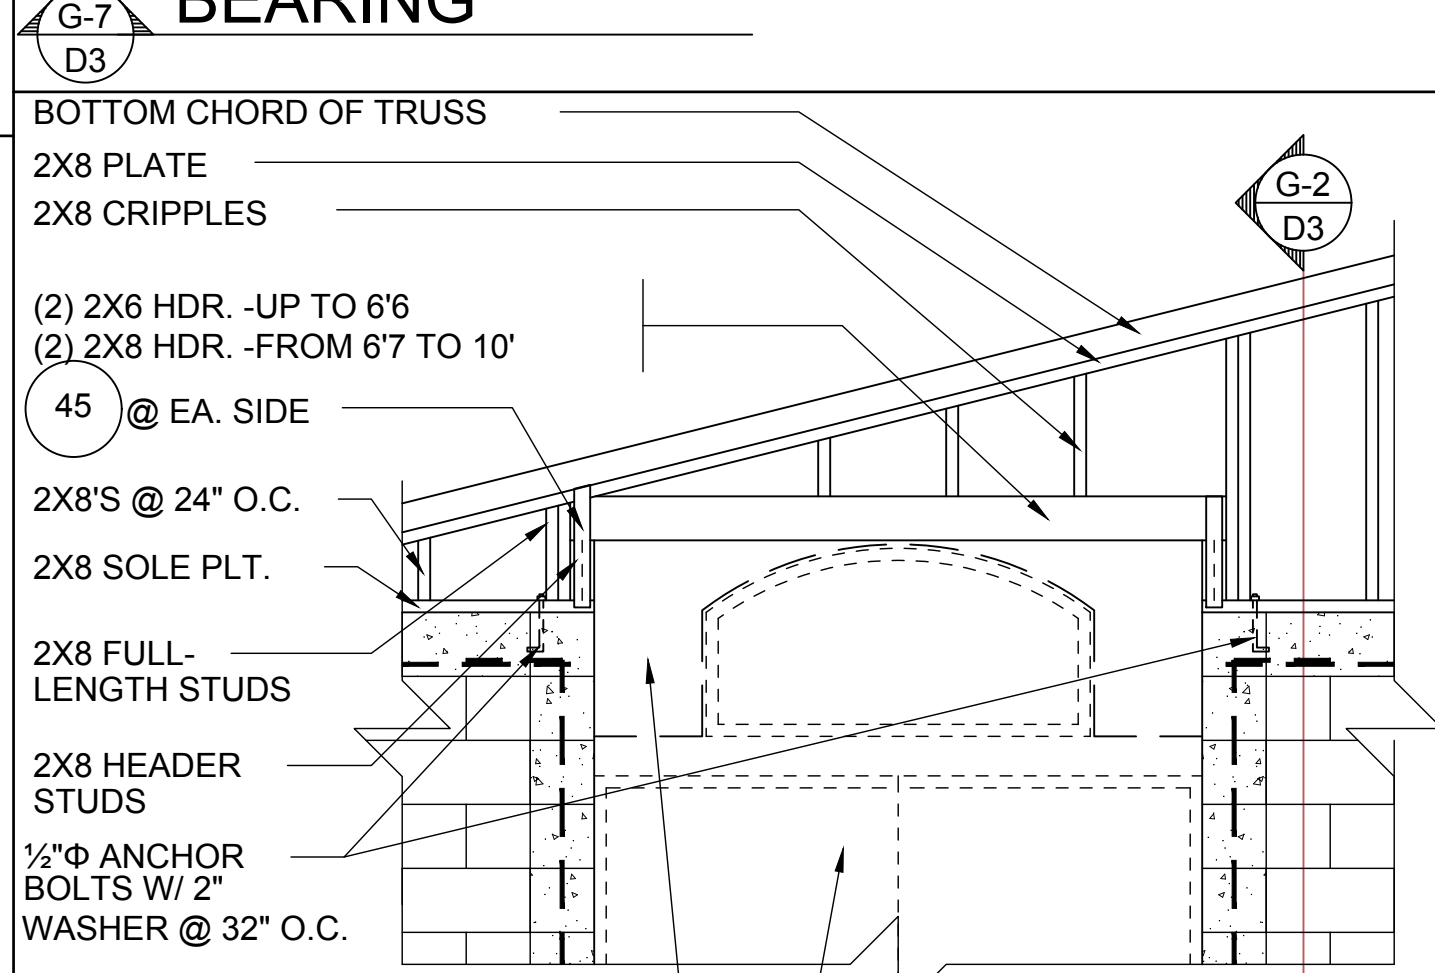 BEARING
G-7
D3
BOTTOM CHORD OF TRUSS
2X8 PLATE
2X8 CRIPPLES
G-2
D3
(2) 2X6 HDR. -UP TO 6'6
(2) 2X8 HDR. -FROM 6'7 TO 10'
45 @ EA. SIDE
2X8'S @ 24" O.C.
2X8 SOLE PLT.
2X8 FULL-
LENGTH STUDS
2X8 HEADER
STUDS
½"Φ ANCHOR
BOLTS W/ 2"
WASHER @ 32" O.C.